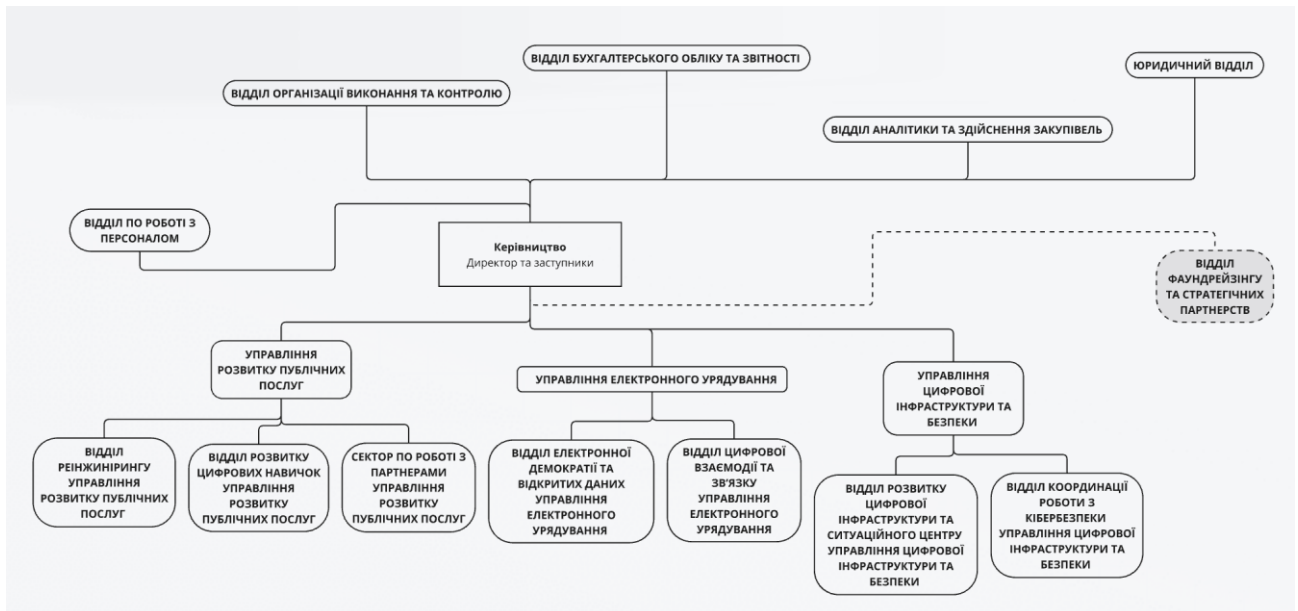 ВІДДІЛ БУХГАЛТЕРСЬКОГО ОБЛІКУ ТА ЗВІТНОСТІ
ЮРИДИЧНИЙ ВІДДІЛ
ВІДДІЛ ОРГАНІЗАЦІЇ ВИКОНАННЯ ТА КОНТРОЛЮ
ВІДДІЛ АНАЛІТИКИ ТА ЗДІЙСНЕННЯ ЗАКУПІВЕЛЬ
ВІДДІЛ ПО РОБОТІ З
ПЕРСОНАЛОМ
Керівництво
Директор та заступники
ВІДДІЛ
ФАУНДРЕЙЗІНГУ
ТА СТРАТЕГІЧНИХ
ПАРТНЕРСТВ
УПРАВЛІННЯ
РОЗВИТКУ ПУБЛІЧНИХ
ПОСЛУГ
УПРАВЛІННЯ ЕЛЕКТРОННОГО УРЯДУВАННЯ
УПРАВЛІННЯ
ЦИФРОВОЇ
ІНФРАСТРУКТУРИ ТА
БЕЗПЕКИ
ВІДДІЛ
РЕІНЖИНІРИНГУ
УПРАВЛІННЯ
РОЗВИТКУ ПУБЛІЧНИХ
ПОСЛУГ
ВІДДІЛ РОЗВИТКУ
ЦИФРОВИХ НАВИЧОК
УПРАВЛІННЯ
РОЗВИТКУ
ПУБЛІЧНИХ ПОСЛУГ
СЕКТОР ПО РОБОТІ З
ПАРТНЕРАМИ
УПРАВЛІННЯ
РОЗВИТКУ
ПУБЛІЧНИХ ПОСЛУГ
ВІДДІЛ ЕЛЕКТРОННОЇ
ДЕМОКРАТІЇ ТА
ВІДКРИТИХ ДАНИХ
УПРАВЛІННЯ
ЕЛЕКТРОННОГО
УРЯДУВАННЯ
ВІДДІЛ ЦИФРОВОЇ
ВЗАЄМОДІЇ ТА
ЗВ'ЯЗКУ
УПРАВЛІННЯ
ЕЛЕКТРОННОГО
УРЯДУВАННЯ
ВІДДІЛ РОЗВИТКУ
ЦИФРОВОЇ
ІНФРАСТРУКТУРИ ТА
СИТУАЦІЙНОГО ЦЕНТРУ
УПРАВЛІННЯ ЦИФРОВОЇ
ІНФРАСТРУКТУРИ ТА
БЕЗПЕКИ
ВІДДІЛ КООРДИНАЦІЇ
РОБОТИ З
КІБЕРБЕЗПЕКИ
УПРАВЛІННЯ ЦИФРОВОЇ
ІНФРАСТРУКТУРИ ТА
БЕЗПЕКИ